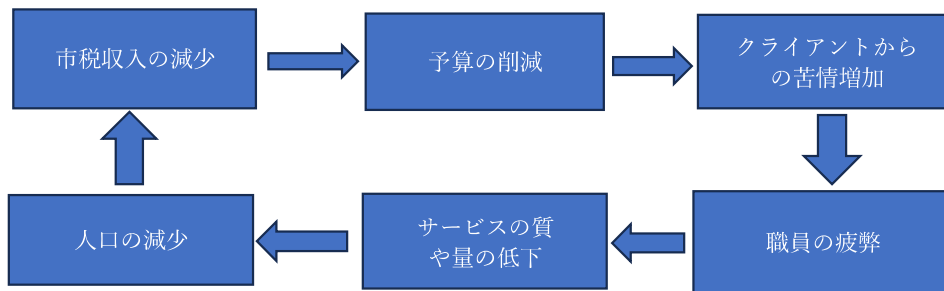 市税収入の減少
予算の削減
クライアントから
の苦情増加
職員の疲弊
サービスの質
や量の低下
人口の減少